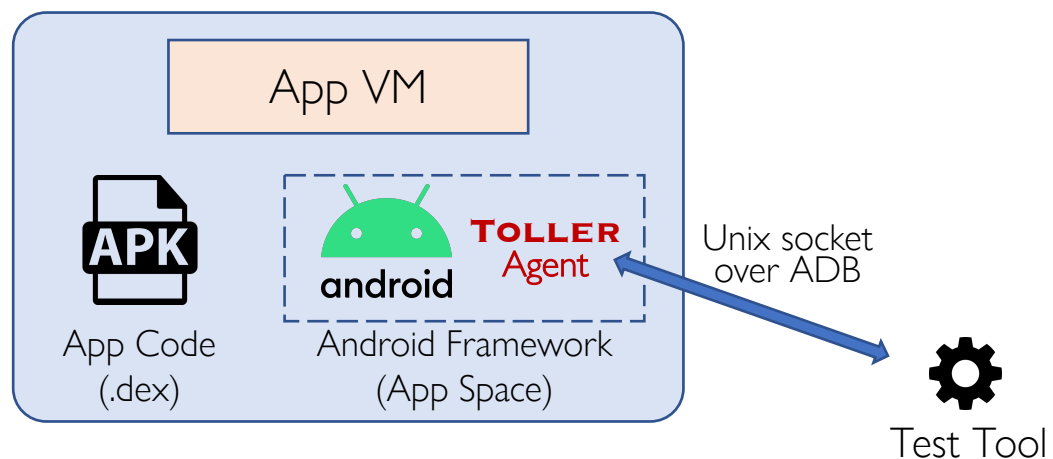 App VM
APK
android
TOLLER
Agent
App Code
(.dex)
Android Framework
(App Space)
Unix socket
over ADB
Test Tool